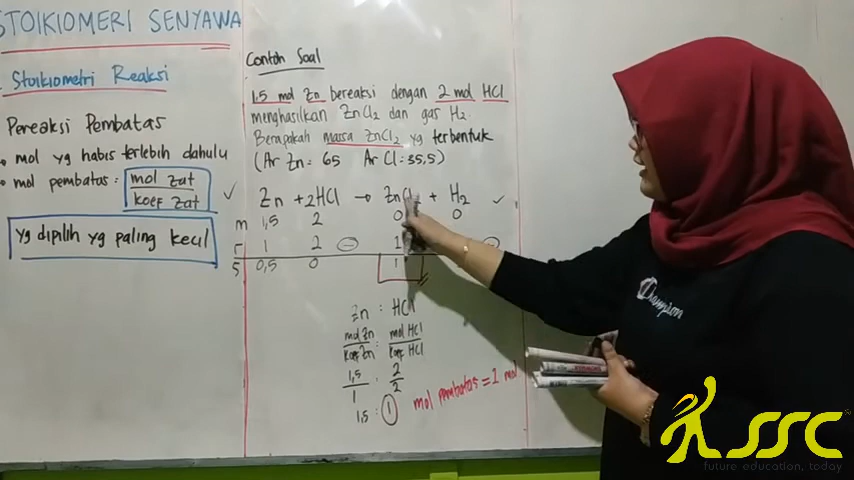 STOIKIOMERI SENYAWA
Stoikiometri Reaksi
Pereaksi Pembatas
• mol yg habis terlebih dahulu
• mol pembatas = mol zat
koef zat
yg dipilih yg paling kecil
Contoh Soal
1,5 mol Zn bereaksi dengan 2 mol HCl
menghasilkan ZnCl2 dan gas H2.
Berapakah massa ZnCl2 yg terbentuk
(Ar Zn = 65 Ar Cl = 35,5)
Zn + 2HCl → ZnCl2 + H2
m 1,5 2 0 0
r 1 2 1
s 0,5 0 1
Zn : HCl
mol Zn : mol HCl
koef Zn koef HCl
1,5 : 2
1 2
1,5 : 1
mol pembatas = 1 mol
Champion
SSC
future education, today